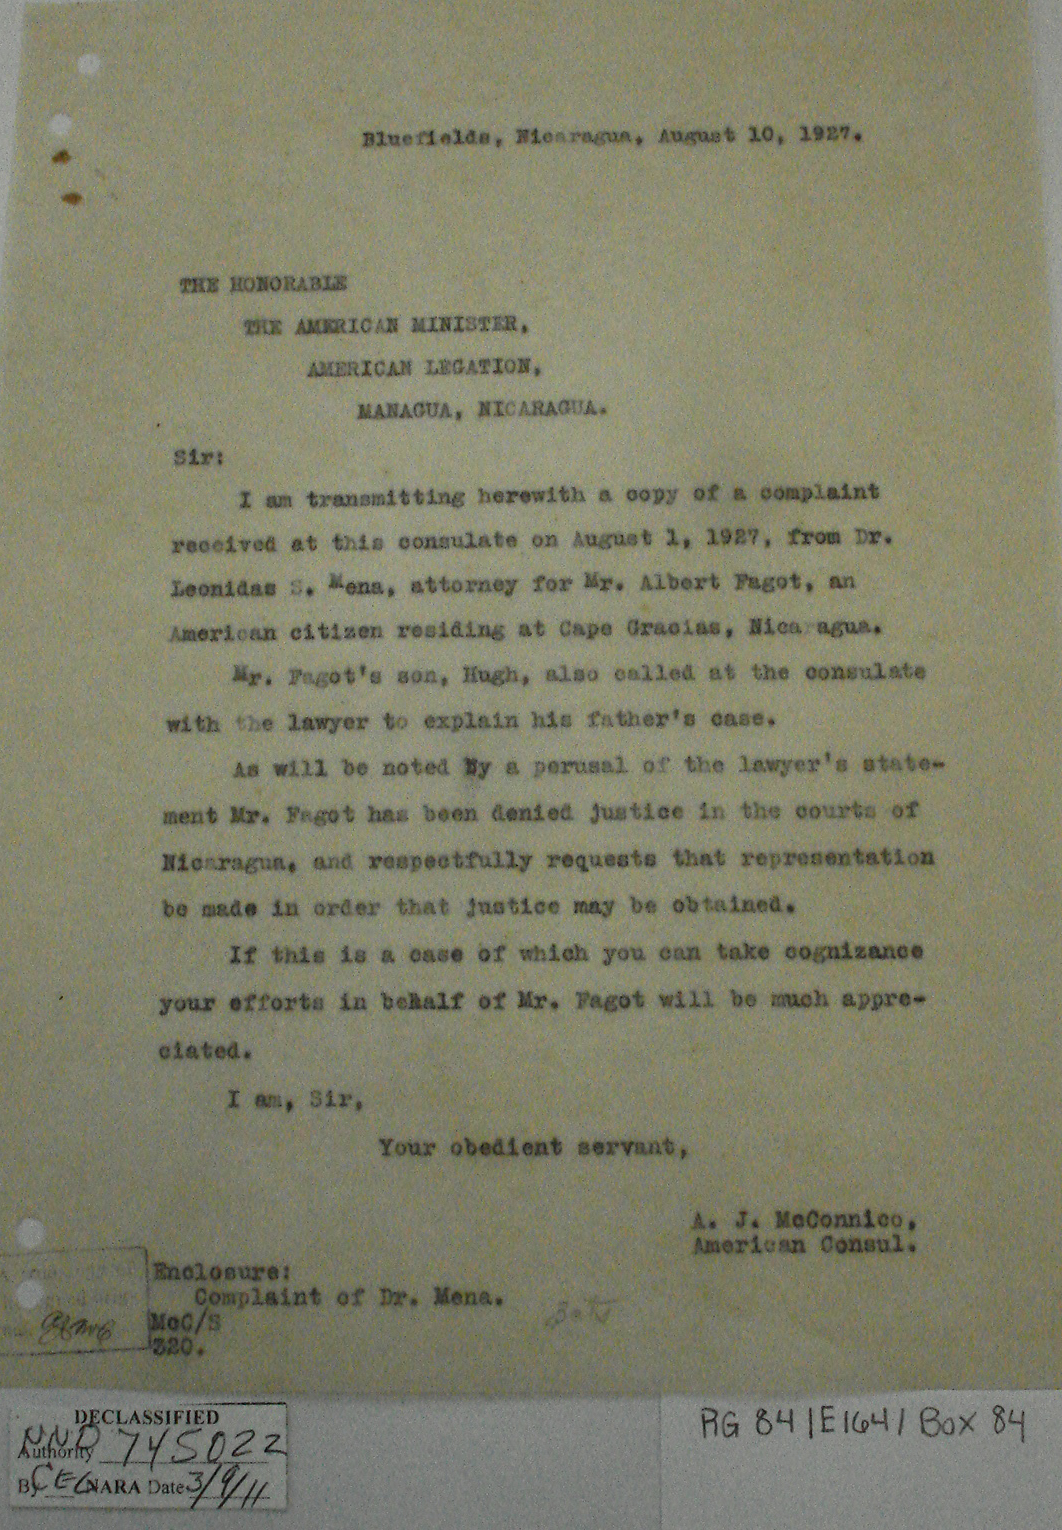 Bluefields, Nicaragua, August 10, 1927.
THE HONORABLE
THE AMERICAN MINISTER,
AMERICAN LEGATION,
MANAGUA, NICARAGUA.
Sir:
I am transmitting herewith a copy of a complaint
received at this consulate on August 1, 1927, from Dr.
Leonidas S. Mena, attorney for Mr. Albert Fagot, an
American citizen residing at Cape Gracias, Nicaragua.
Mr. Fagot's son, Hugh, also called at the consulate
with the lawyer to explain his father's case.
As will be noted by a perusal of the lawyer's state-
ment Mr. Fagot has been denied justice in the courts of
Nicaragua, and respectfully requests that representation
be made in order that justice may be obtained.
If this is a case of which you can take cognizance
your efforts in behalf of Mr. Fagot will be much appre-
ciated.
I am, Sir,
Your obedient servant,
A. J. McConnico,
American Consul.
Enclosure:
Complaint of Dr. Mena.
McC/S
320.
DECLASSIFIED
Authority NND 745022
By CEG NARA Date 3/9/11
RG 84 / E164 / Box 84